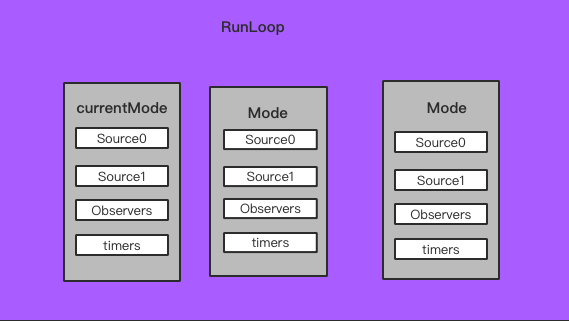 RunLoop
currentMode
Source0
Source1
Observers
timers
Mode
Source0
Source1
Observers
timers
Mode
Source0
Source1
Observers
timers